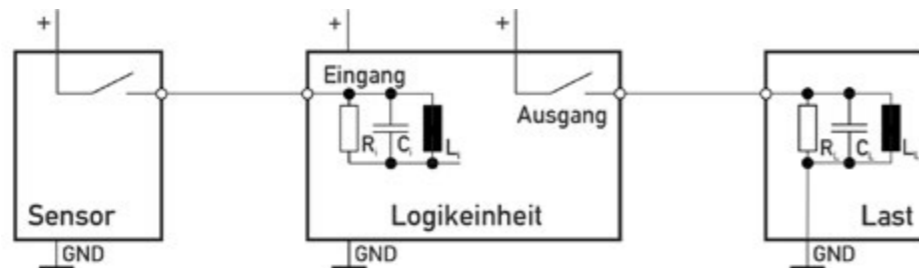 +
+
+
Eingang
Ausgang
R
C
L
R
C
L
Sensor
Logikeinheit
Last
GND
GND
GND